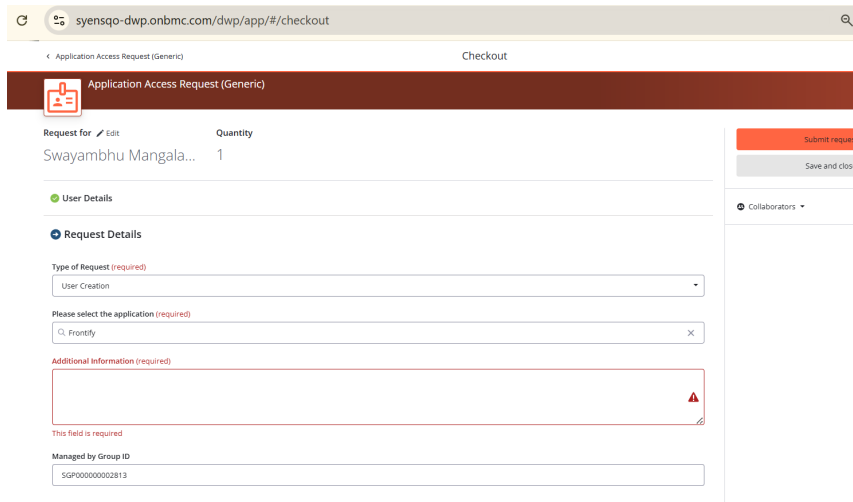 syensqo-dwp.onbmc.com/dwp/app/#/checkout
Application Access Request (Generic)
Checkout
Application Access Request (Generic)
Request for Edit
Quantity
Swayambhu Mangala...
1
Submit reque
Save and clos
User Details
Collaborators
Request Details
Type of Request (required)
User Creation
Please select the application (required)
Frontify
Additional Information (required)
This field is required
Managed by Group ID
SGP000000002813